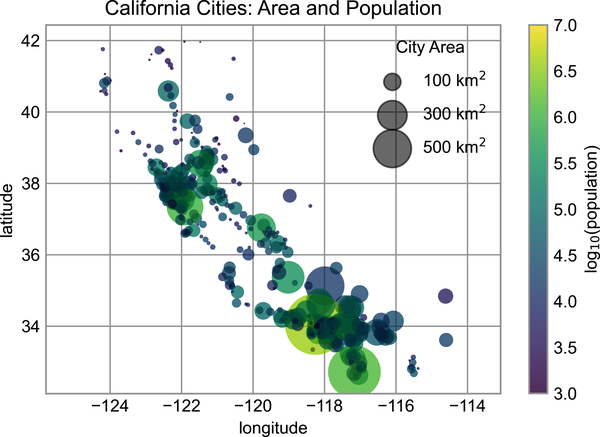 California Cities: Area and Population
City Area
100 km²
300 km²
500 km²
42
40
38
36
34
latitude
−124
−122
−120
−118
−116
−114
longitude
7.0
6.5
6.0
5.5
5.0
4.5
4.0
3.5
3.0
log₁₀(population)